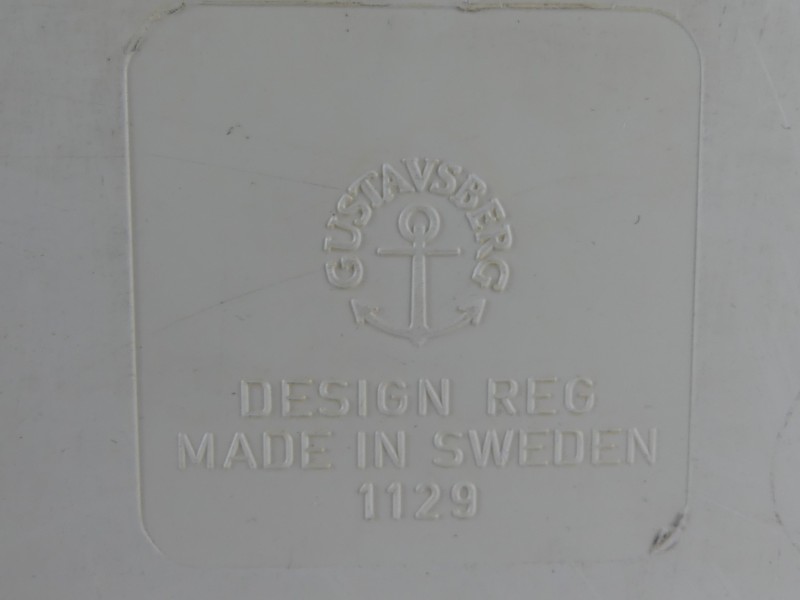 GUSTAVSBERG
DESIGN REG
MADE IN SWEDEN
1129